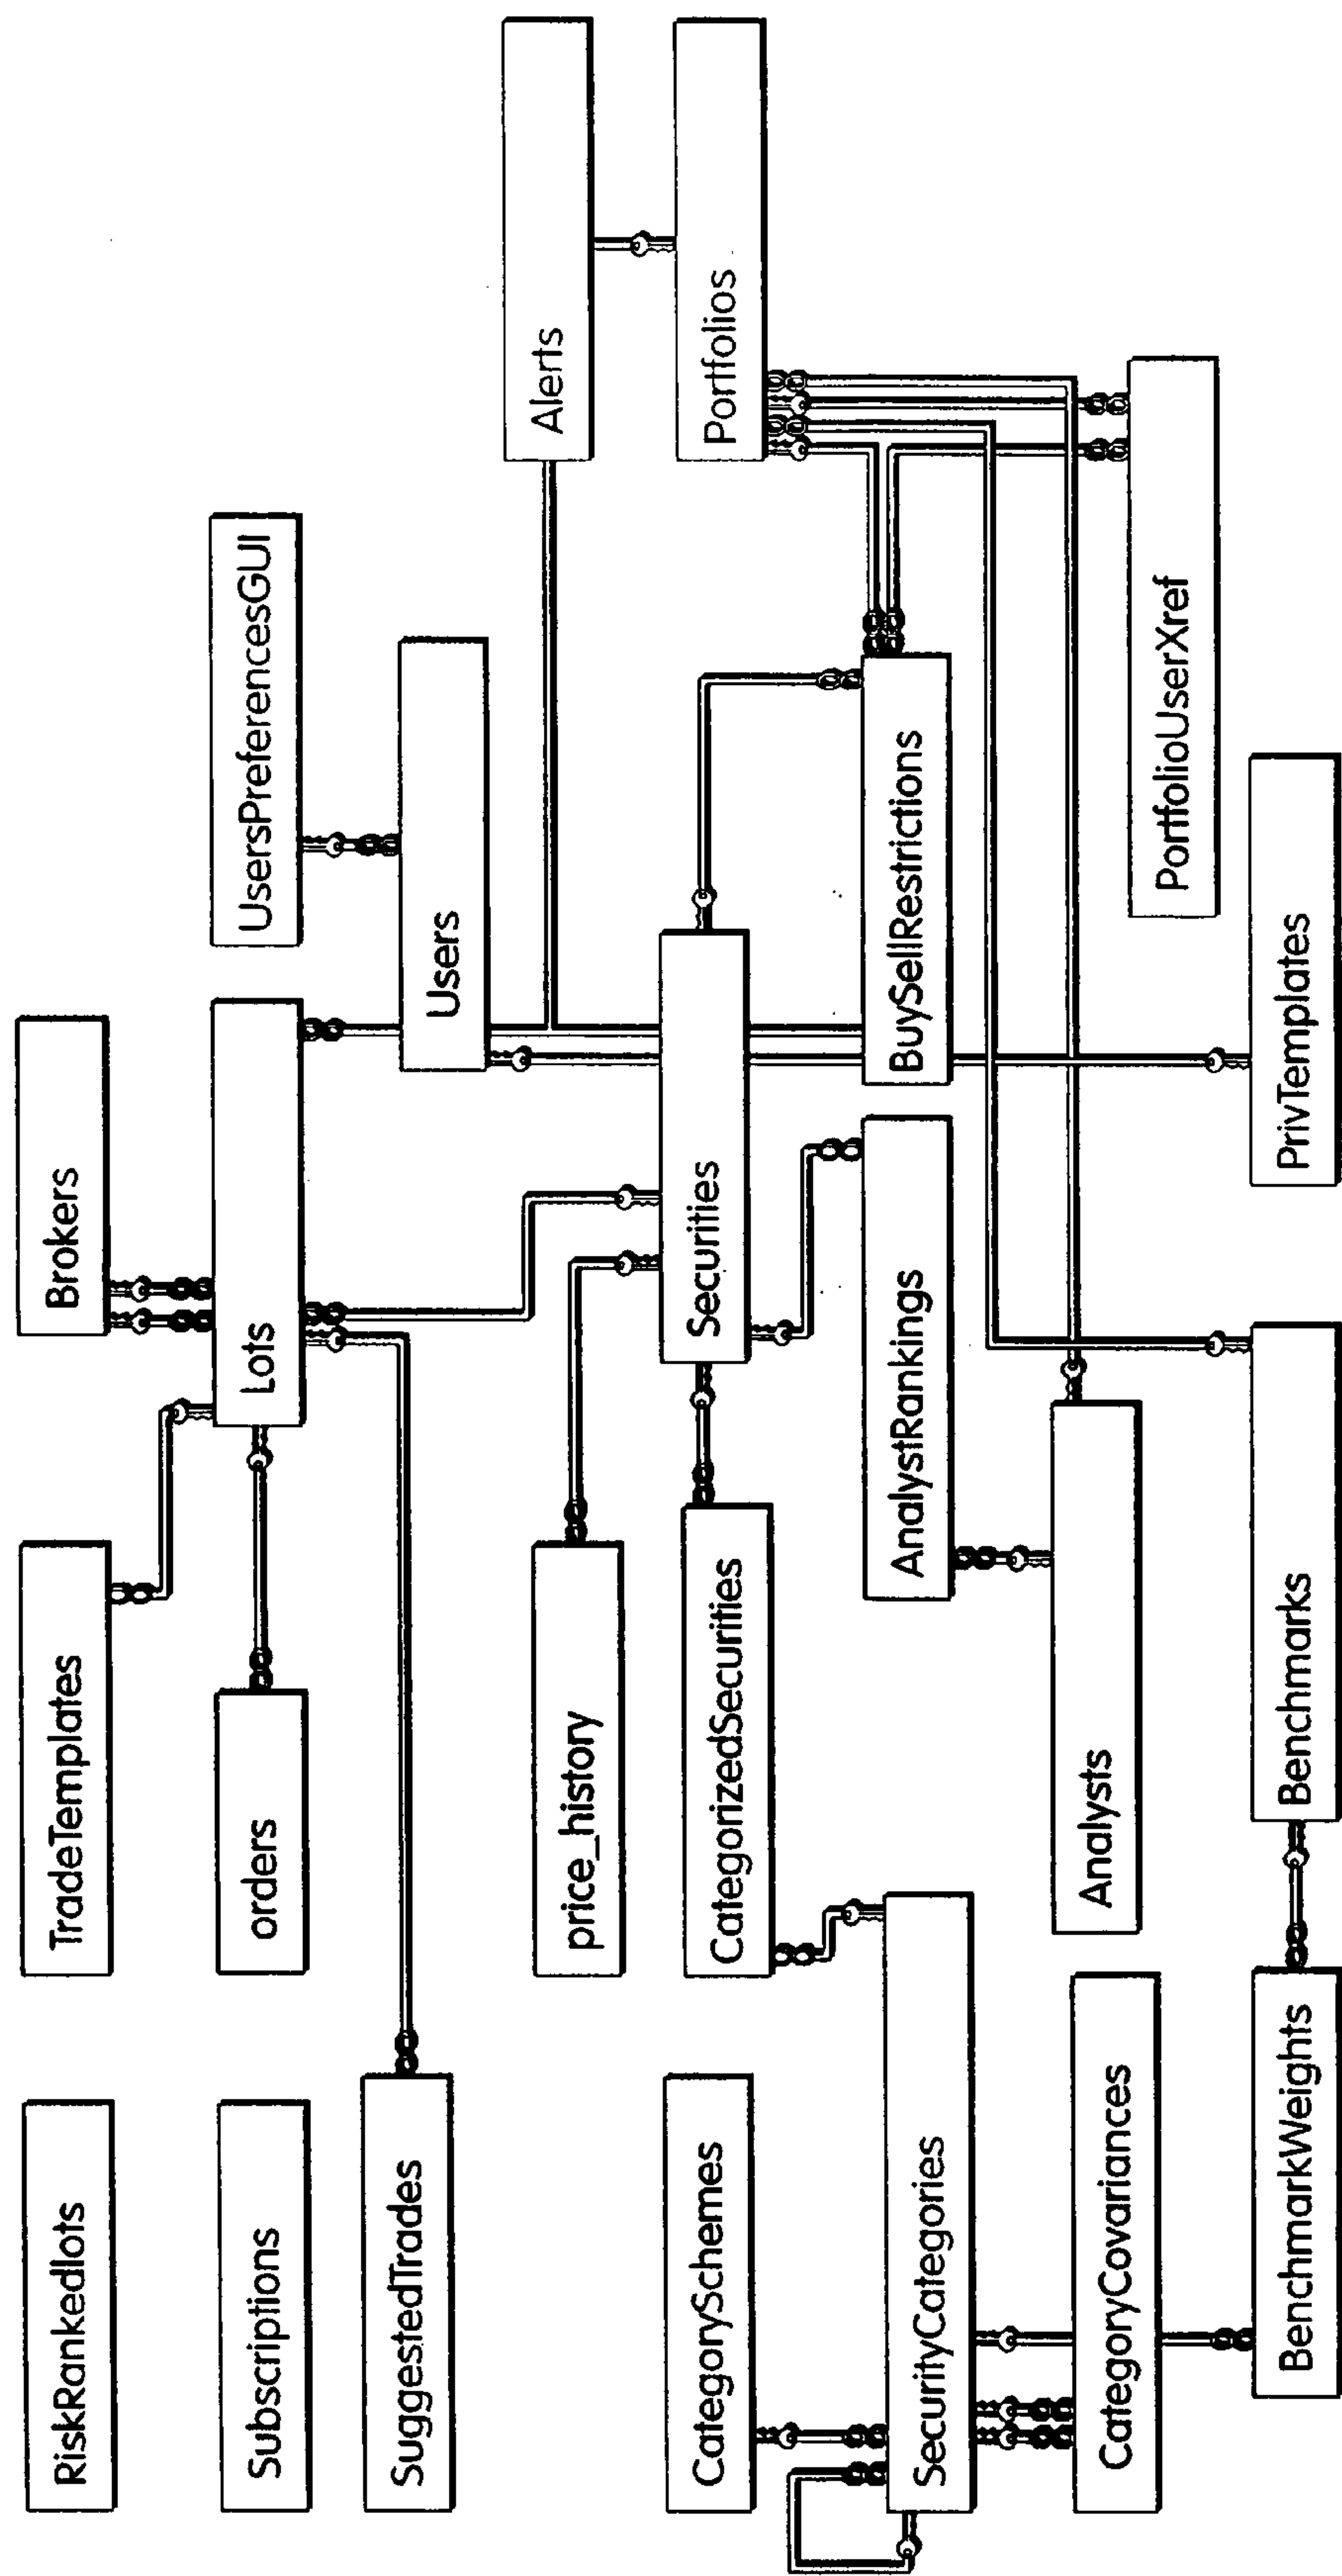 RiskRankedlots
TradeTemplates
Brokers
Subscriptions
orders
Lots
UsersPreferencesGUI
SuggestedTrades
Users
Alerts
price_history
CategorySchemes
CategorizedSecurities
Securities
Portfolios
SecurityCategories
AnalystRankings
BuySellRestrictions
CategoryCovariances
Analysts
PortfolioUserXref
BenchmarkWeights
Benchmarks
PrivTemplates